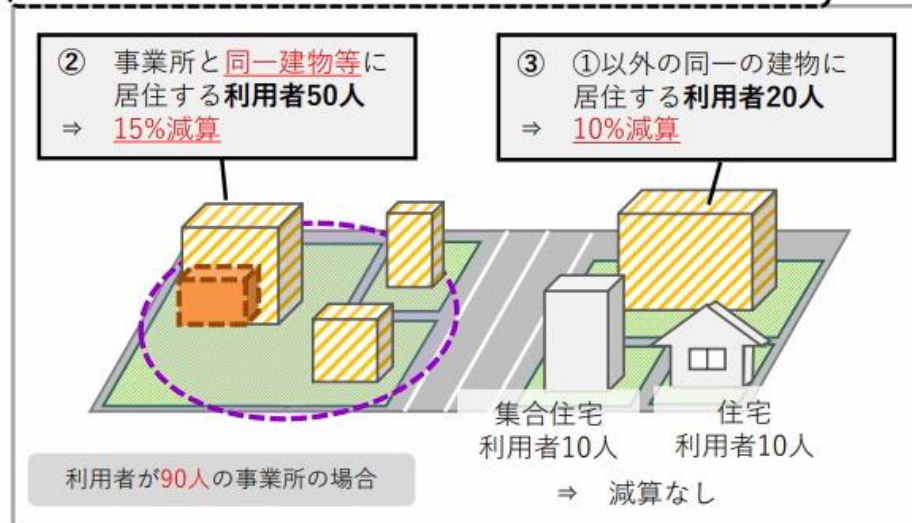 ② 事業所と同一建物等に
居住する利用者50人
⇒ 15%減算
③ ①以外の同一の建物に
居住する利用者20人
⇒ 10%減算
集合住宅
利用者10人
住宅
利用者10人
⇒ 減算なし
利用者が90人の事業所の場合